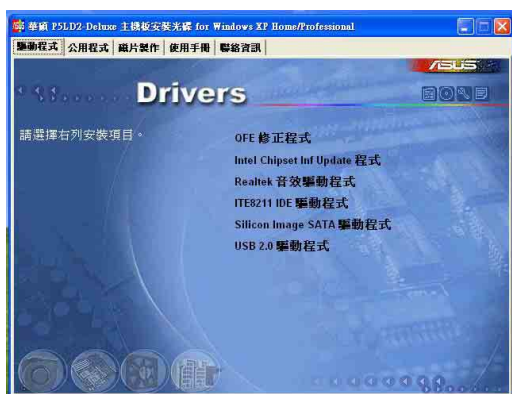 華碩 P5LD2-Deluxe 主機板安裝光碟 for Windows XP Home/Professional
驅動程式 公用程式 磁片製作 使用手冊 聯絡資訊
ASUS
Drivers
請選擇右列安裝項目。
QFE 修正程式
Intel Chipset Inf Update 程式
Realtek 音效驅動程式
ITE8211 IDE 驅動程式
Silicon Image SATA 驅動程式
USB 2.0 驅動程式